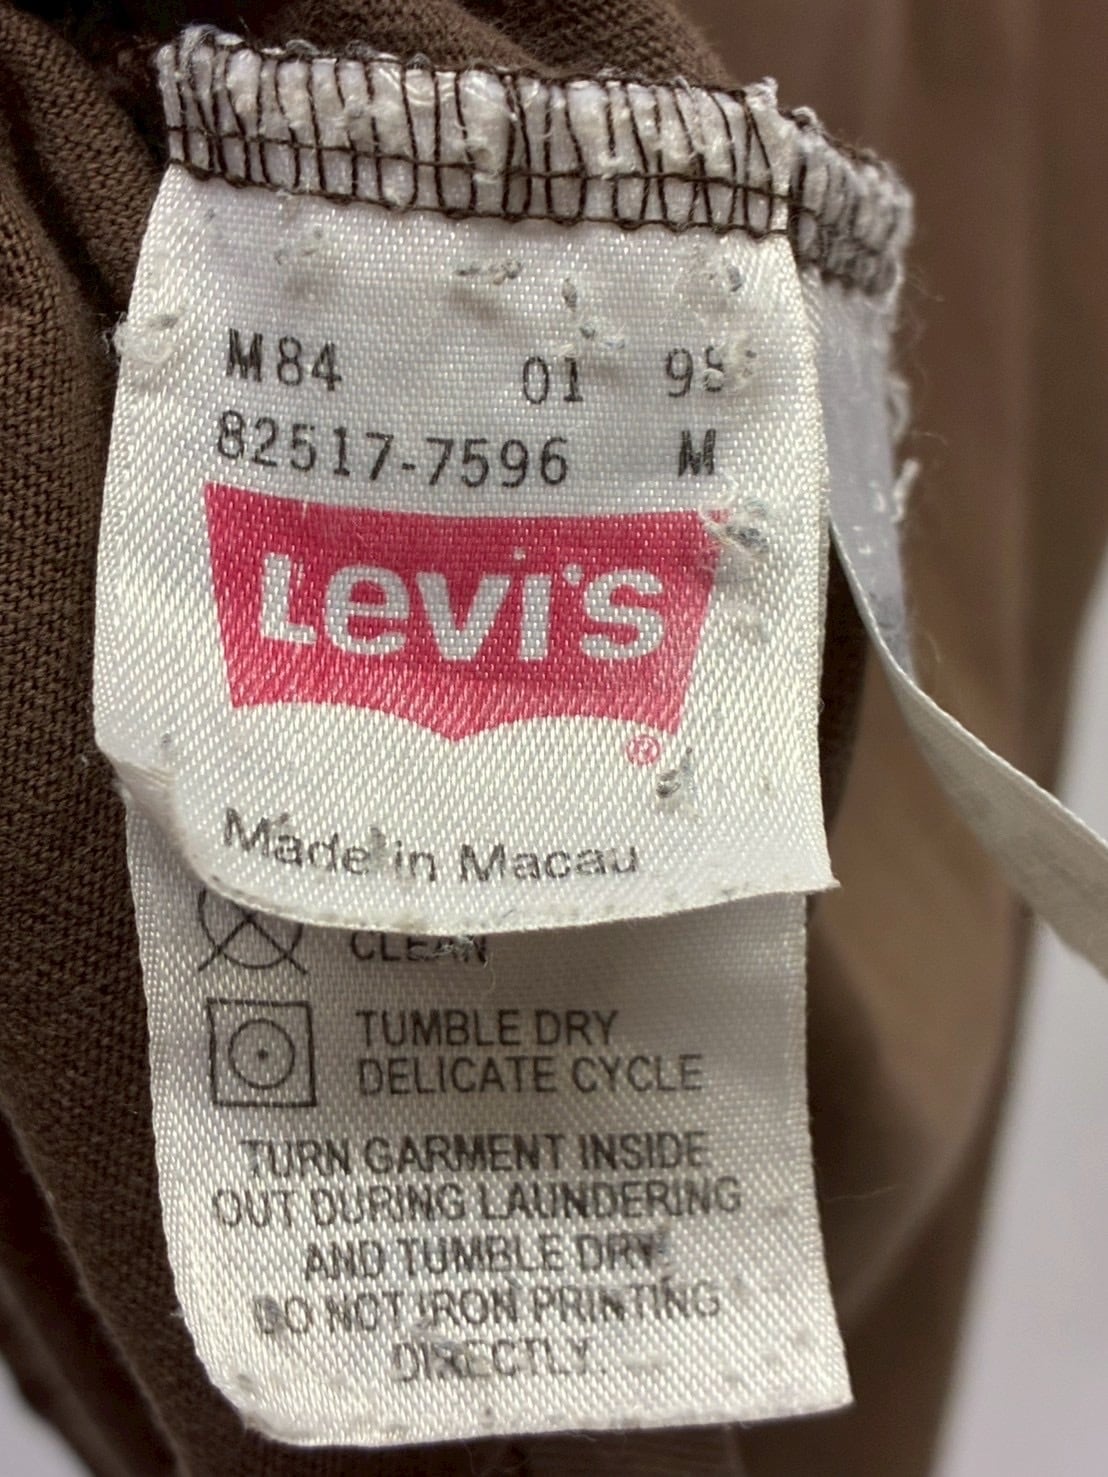 M84 01 98
82517-7596 M
Levi's
®
Made in Macau
CLEAN
TUMBLE DRY
DELICATE CYCLE
TURN GARMENT INSIDE
OUT DURING LAUNDERING
AND TUMBLE DRY
DO NOT IRON PRINTING
DIRECTLY.